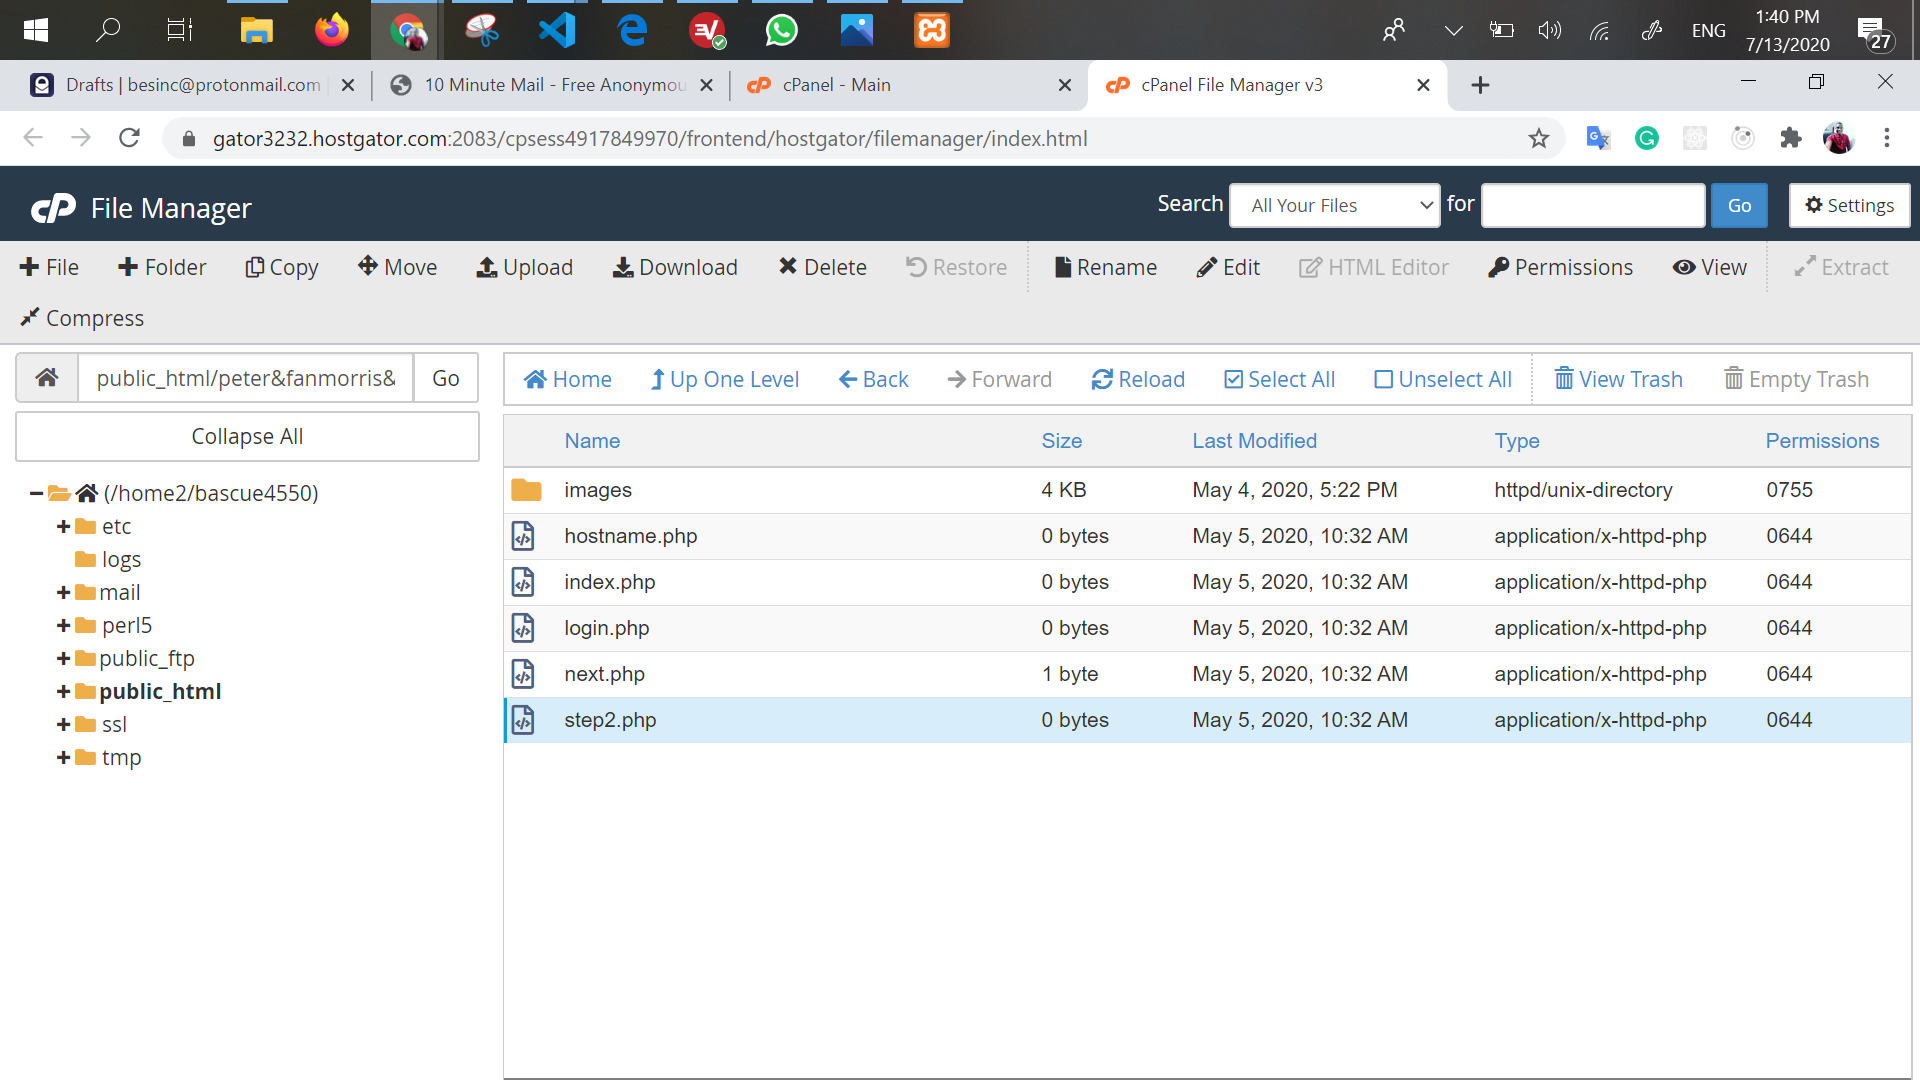 ENG
1:40 PM
7/13/2020
27
Drafts | besinc@protonmail.com
10 Minute Mail - Free Anonymou
cPanel - Main
cPanel File Manager v3
gator3232.hostgator.com:2083/cpsess4917849970/frontend/hostgator/filemanager/index.html
cP File Manager
Search
All Your Files
for
Go
Settings
File
Folder
Copy
Move
Upload
Download
Delete
Restore
Rename
Edit
HTML Editor
Permissions
View
Extract
Compress
public_html/peter&fanmorris&
Go
Home
Up One Level
Back
Forward
Reload
Select All
Unselect All
View Trash
Empty Trash
Collapse All
(/home2/bascue4550)
etc
logs
mail
perl5
public_ftp
public_html
ssl
tmp
Name Size Last Modified Type Permissions
images 4 KB May 4, 2020, 5:22 PM httpd/unix-directory 0755
hostname.php 0 bytes May 5, 2020, 10:32 AM application/x-httpd-php 0644
index.php 0 bytes May 5, 2020, 10:32 AM application/x-httpd-php 0644
login.php 0 bytes May 5, 2020, 10:32 AM application/x-httpd-php 0644
next.php 1 byte May 5, 2020, 10:32 AM application/x-httpd-php 0644
step2.php 0 bytes May 5, 2020, 10:32 AM application/x-httpd-php 0644